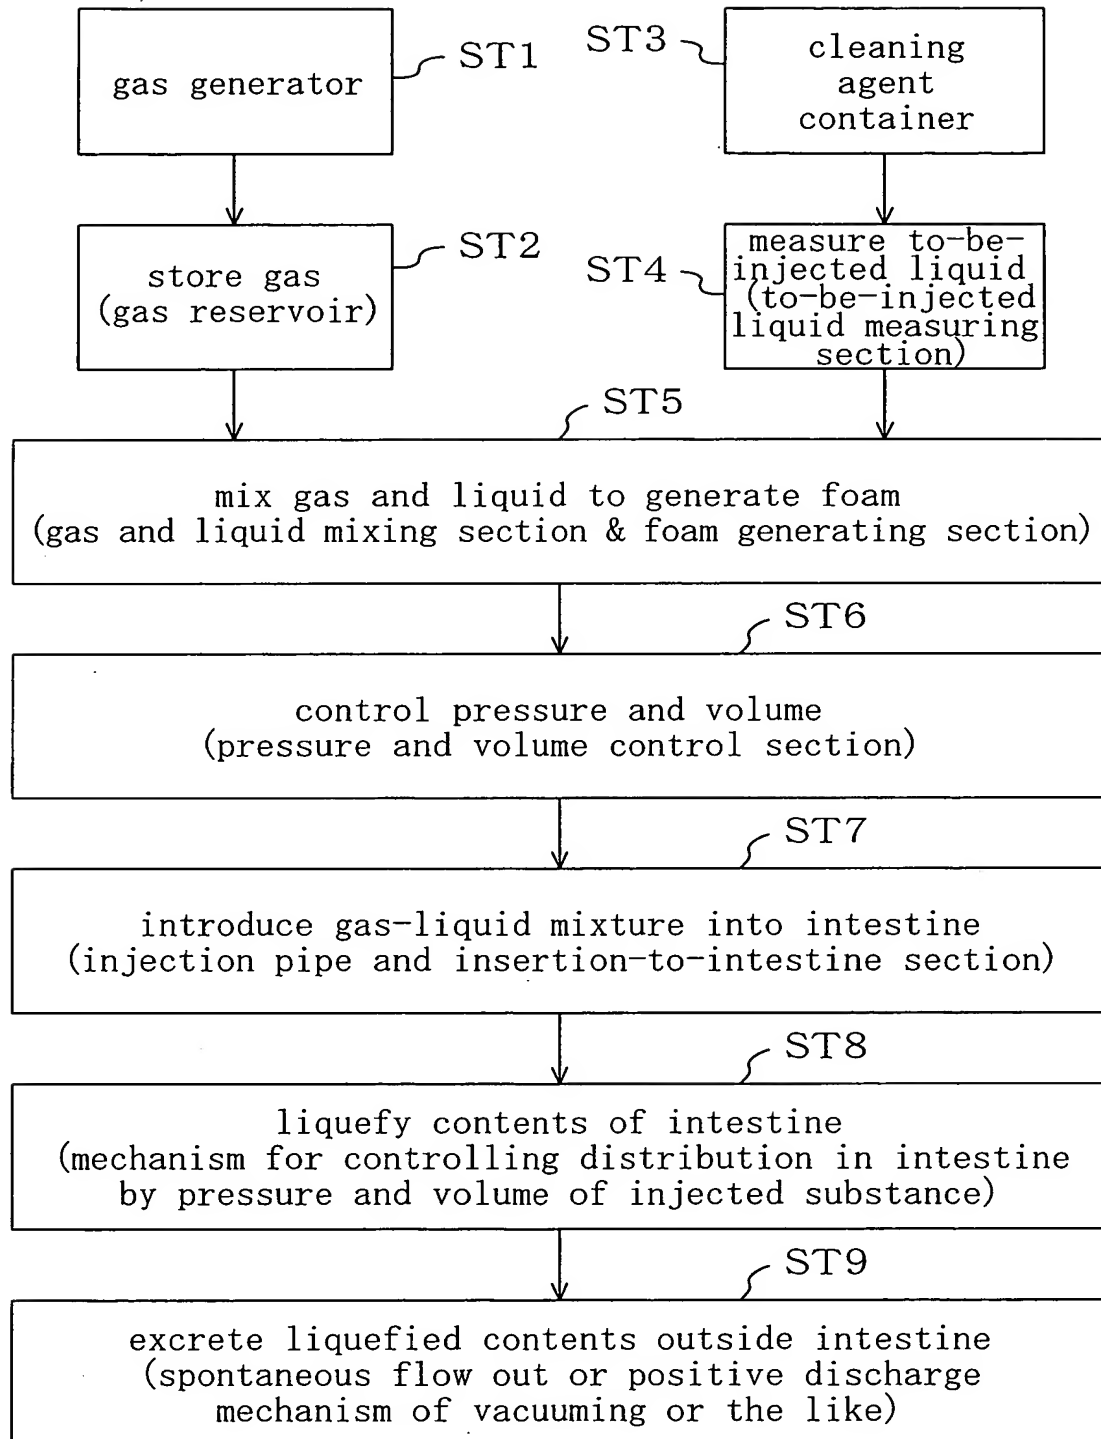 gas generator
ST1
ST3
cleaning
agent
container
store gas
(gas reservoir)
ST2
ST4
measure to-be-
injected liquid
(to-be-injected
liquid measuring
section)
ST5
mix gas and liquid to generate foam
(gas and liquid mixing section & foam generating section)
ST6
control pressure and volume
(pressure and volume control section)
ST7
introduce gas-liquid mixture into intestine
(injection pipe and insertion-to-intestine section)
ST8
liquefy contents of intestine
(mechanism for controlling distribution in intestine
by pressure and volume of injected substance)
ST9
excrete liquefied contents outside intestine
(spontaneous flow out or positive discharge
mechanism of vacuuming or the like)